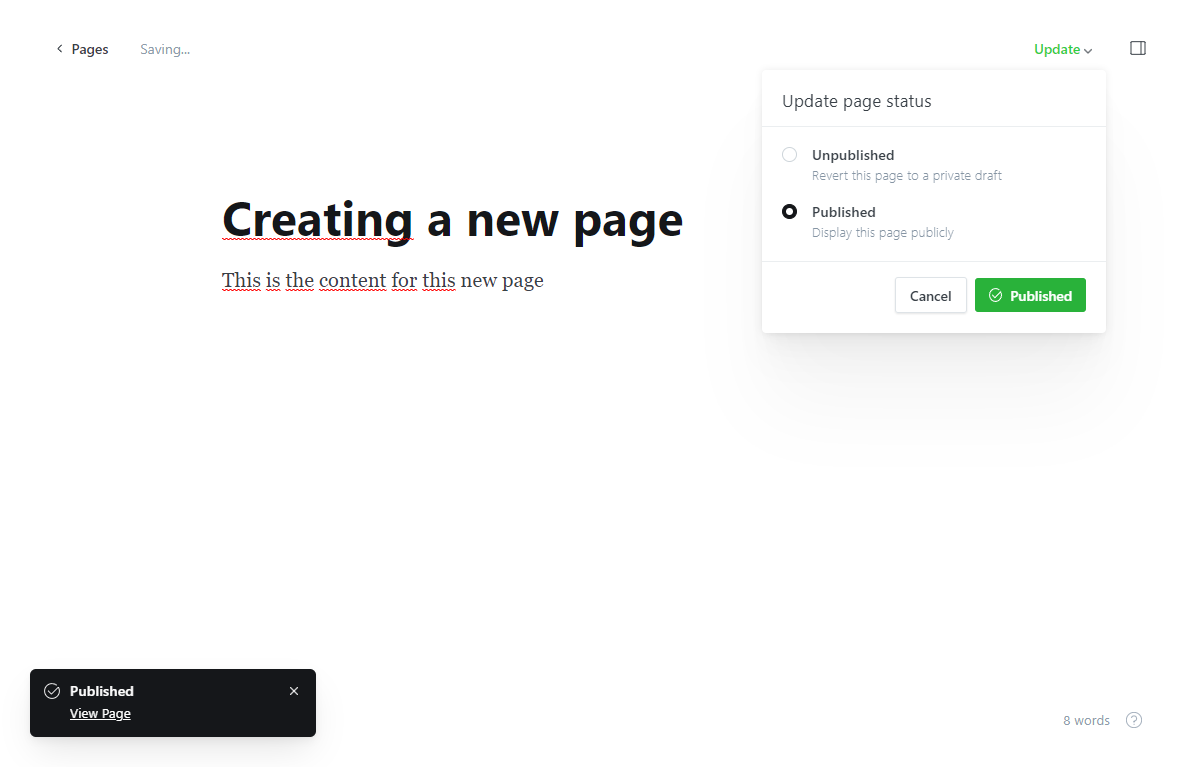 Pages
Saving...
Update
Update page status
Unpublished
Revert this page to a private draft
Published
Display this page publicly
Cancel
Published
Creating a new page
This is the content for this new page
Published
View Page
8 words
?